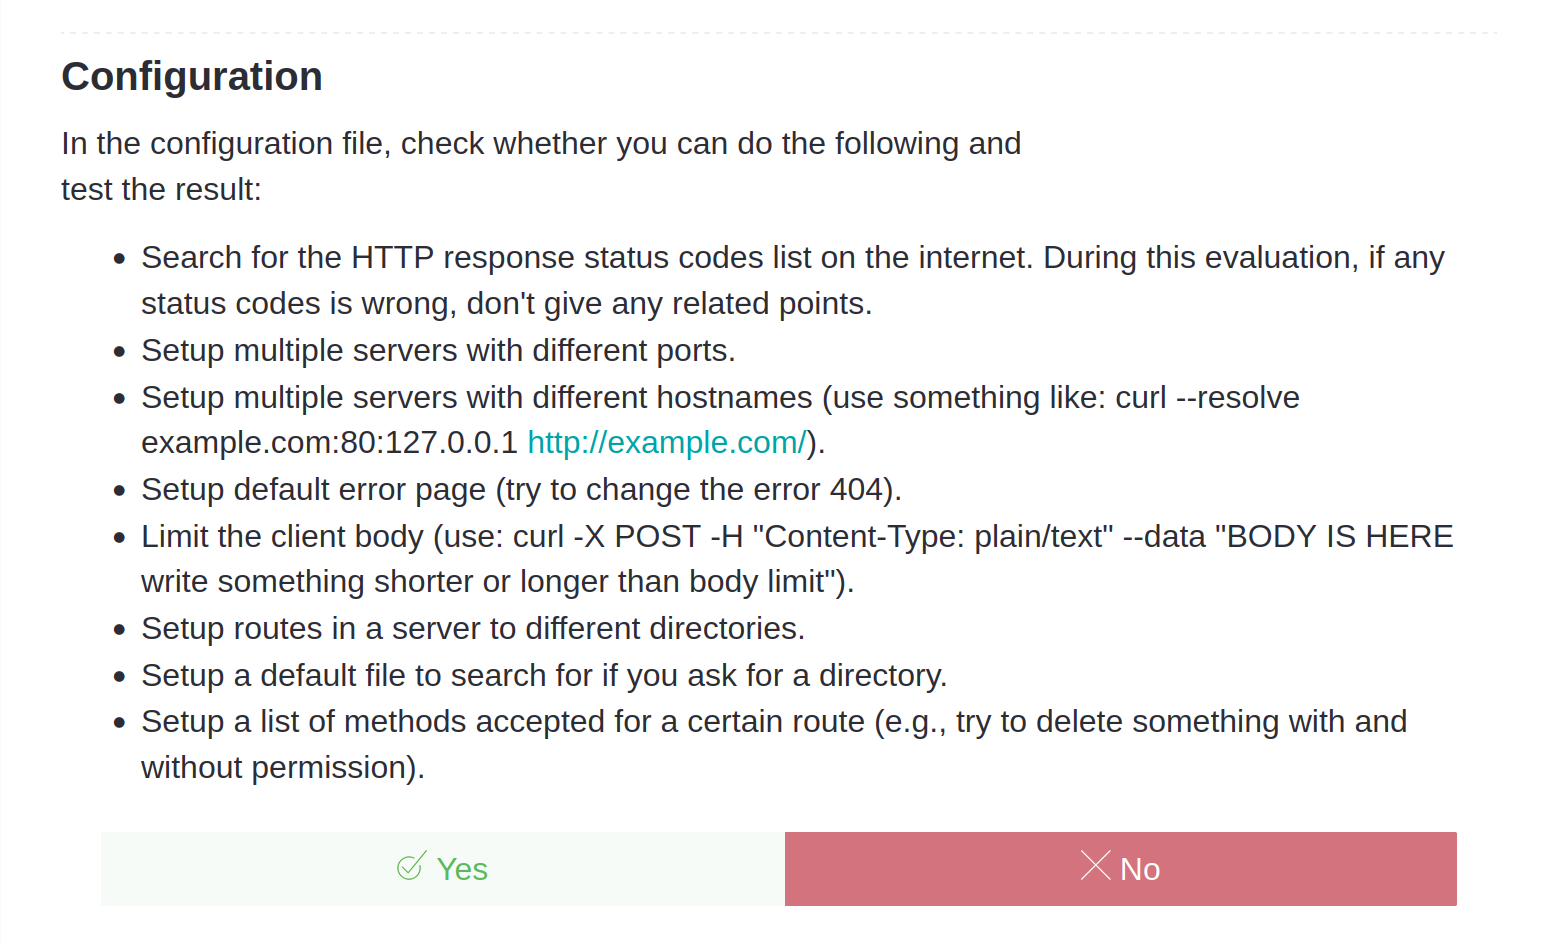 Configuration
In the configuration file, check whether you can do the following and
test the result:
• Search for the HTTP response status codes list on the internet. During this evaluation, if any
status codes is wrong, don't give any related points.
• Setup multiple servers with different ports.
• Setup multiple servers with different hostnames (use something like: curl --resolve
example.com:80:127.0.0.1 http://example.com/).
• Setup default error page (try to change the error 404).
• Limit the client body (use: curl -X POST -H "Content-Type: plain/text" --data "BODY IS HERE
write something shorter or longer than body limit").
• Setup routes in a server to different directories.
• Setup a default file to search for if you ask for a directory.
• Setup a list of methods accepted for a certain route (e.g., try to delete something with and
without permission).
Yes
No